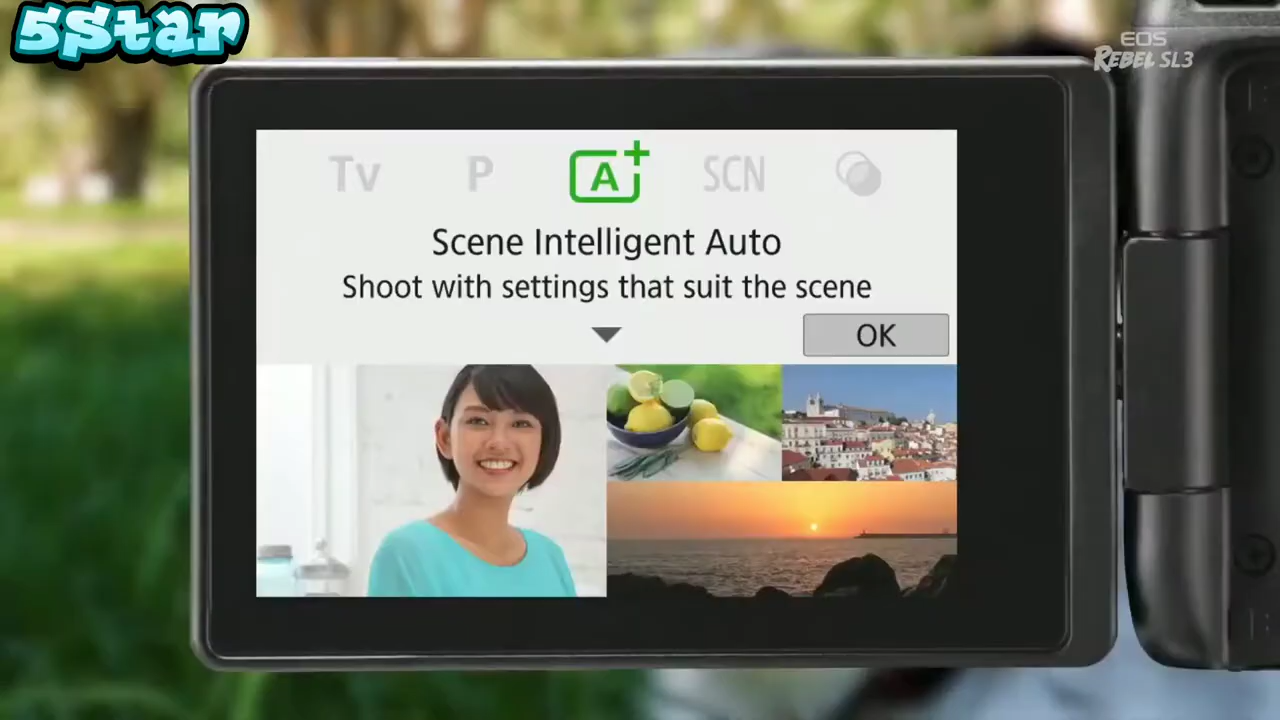 5Star
EOS
REBEL SL3
Tv P A+ SCN
Scene Intelligent Auto
Shoot with settings that suit the scene
OK